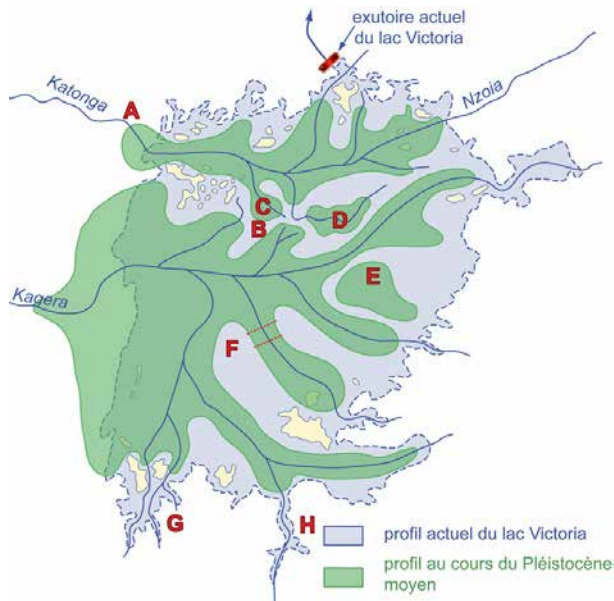 exutoire actuel
du lac Victoria
Katonga
Nzoia
A
C
D
B
E
Kagera
F
G
H
profil actuel du lac Victoria
profil au cours du Pléistocène
moyen